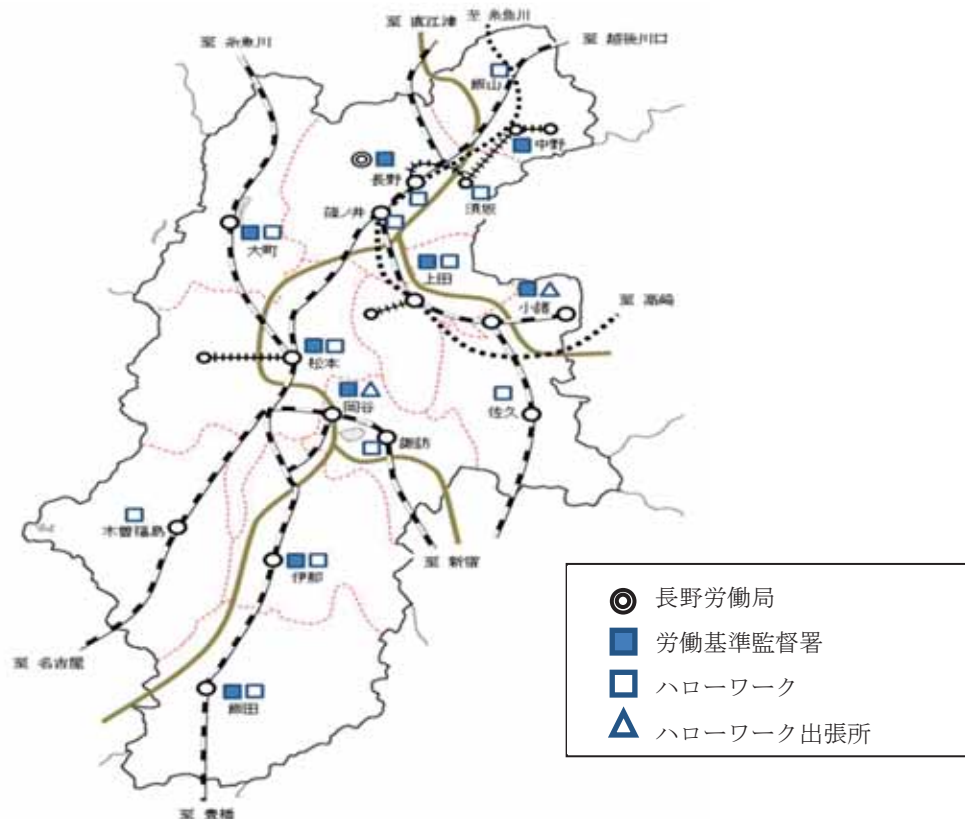 至 直江津
至 糸魚川
至 糸魚川
至 越後川口
飯山
中野
長野
須坂
篠ノ井
大町
上田
小諸
至 高崎
松本
岡谷
佐久
諏訪
木曽福島
伊那
至 新宿
至 名古屋
飯田
至 豊橋
長野労働局
労働基準監督署
ハローワーク
ハローワーク出張所